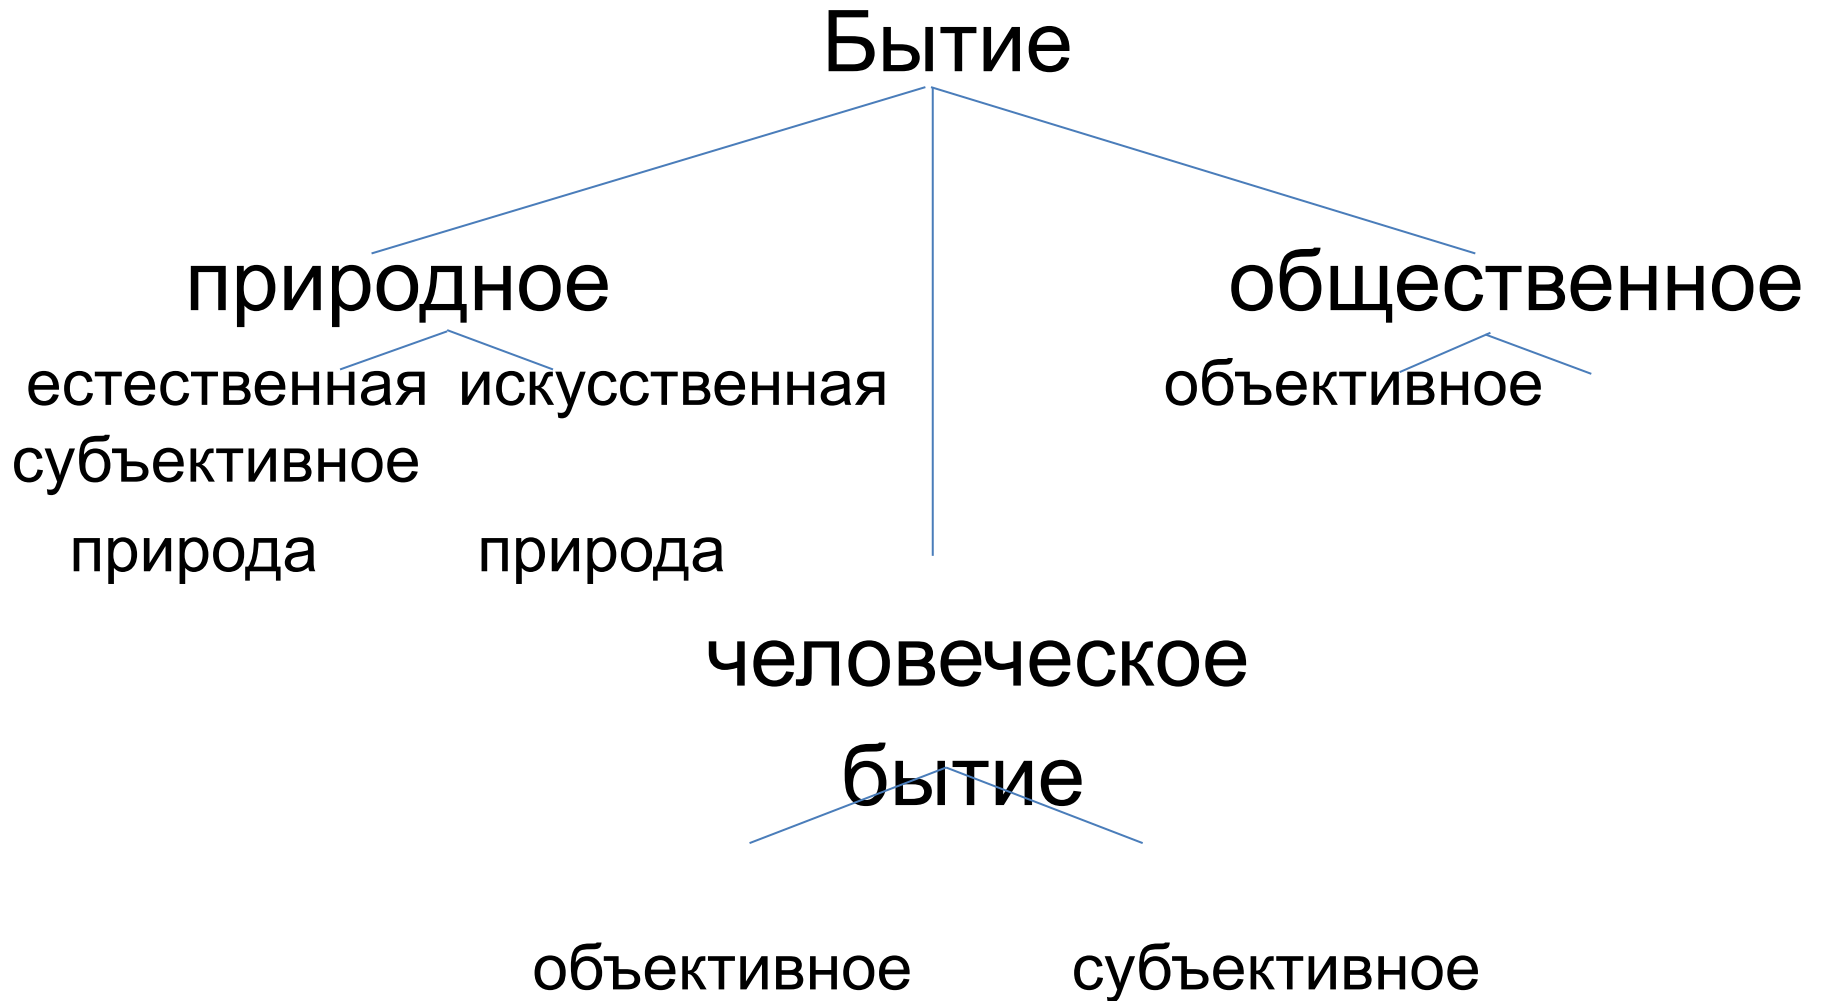 Бытие
природное общественное
естественная искусственная объективное
субъективное
природа природа
человеческое
бытие
объективное субъективное